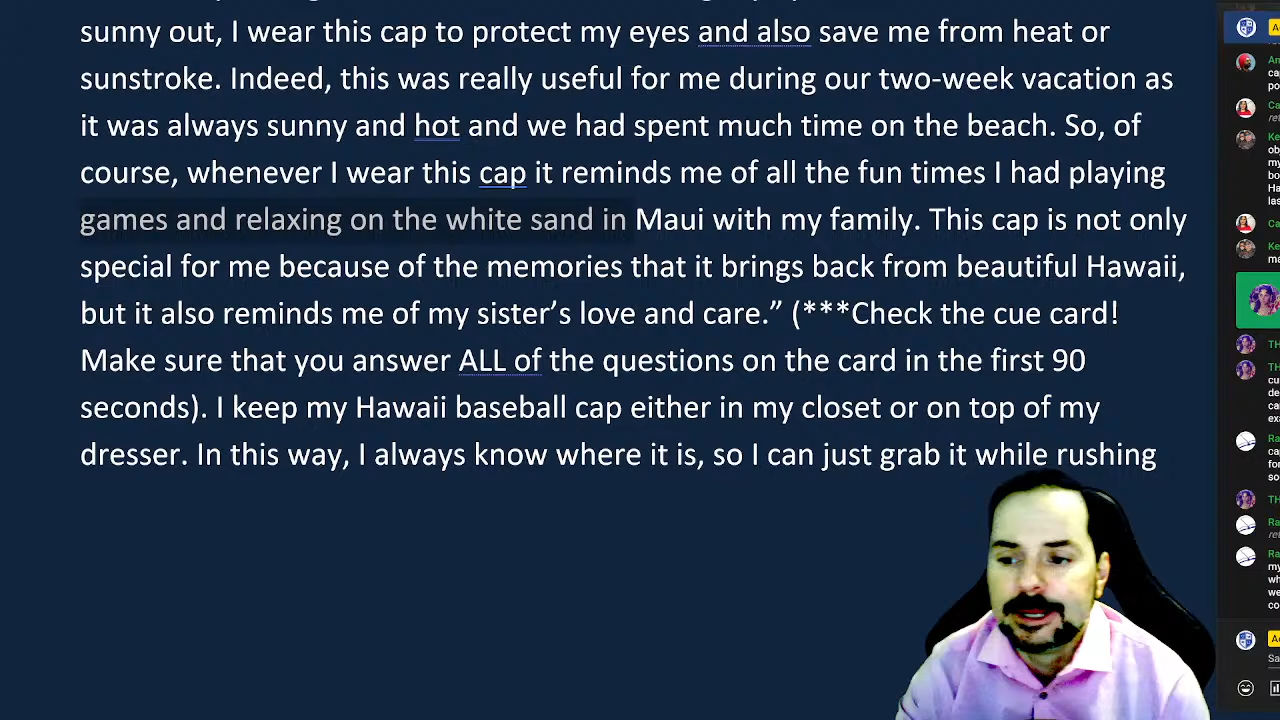 sunny out, I wear this cap to protect my eyes and also save me from heat or
sunstroke. Indeed, this was really useful for me during our two-week vacation as
it was always sunny and hot and we had spent much time on the beach. So, of
course, whenever I wear this cap it reminds me of all the fun times I had playing
games and relaxing on the white sand in Maui with my family. This cap is not only
special for me because of the memories that it brings back from beautiful Hawaii,
but it also reminds me of my sister’s love and care.” (***Check the cue card!
Make sure that you answer ALL of the questions on the card in the first 90
seconds). I keep my Hawaii baseball cap either in my closet or on top of my
dresser. In this way, I always know where it is, so I can just grab it while rushing